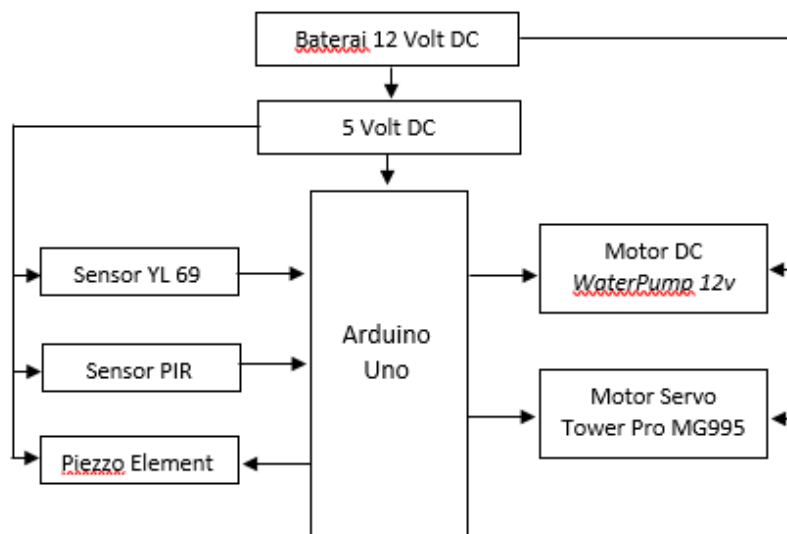 Baterai 12 Volt DC
5 Volt DC
Sensor YL 69
Sensor PIR
Piezzo Element
Arduino
Uno
Motor DC
WaterPump 12v
Motor Servo
Tower Pro MG995